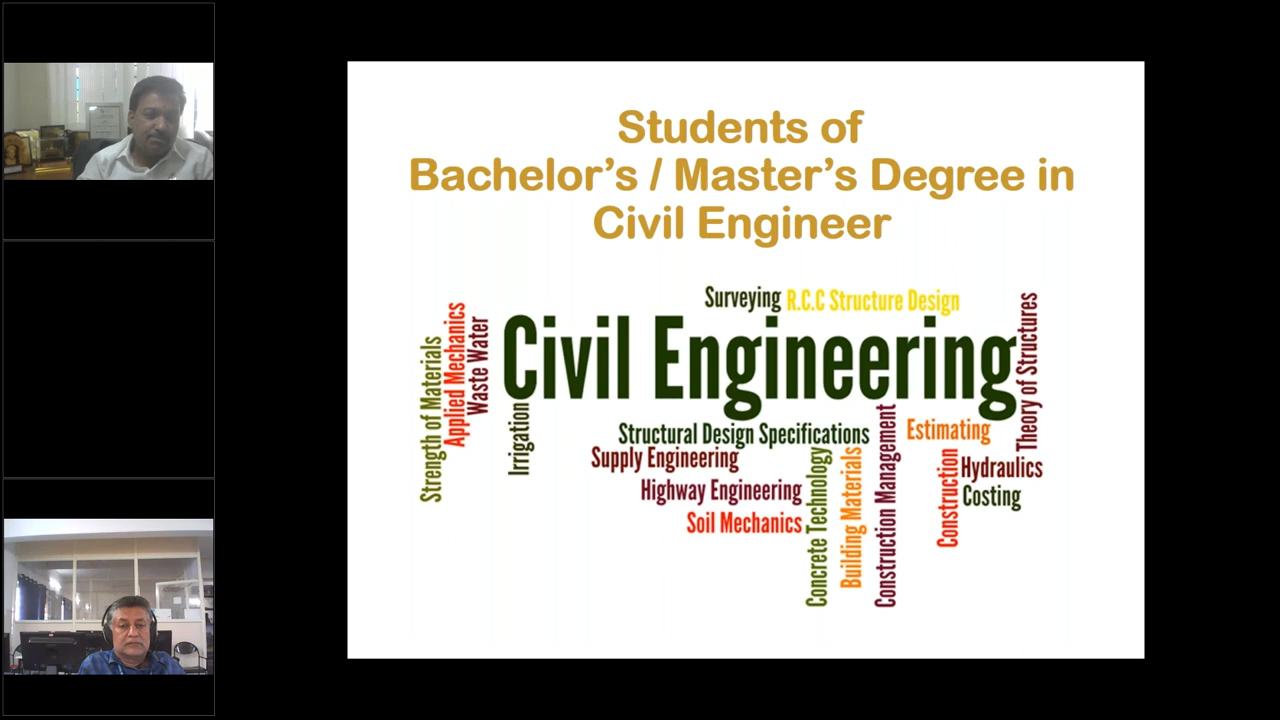 Students of
Bachelor's / Master's Degree in
Civil Engineer
Surveying
R.C.C Structure Design
Strength of Materials
Applied Mechanics
Waste Water
Civil Engineering
Theory of Structures
Irrigation
Structural Design Specifications
Supply Engineering
Highway Engineering
Soil Mechanics
Concrete Technology
Building Materials
Construction Management
Estimating
Construction
Hydraulics
Costing